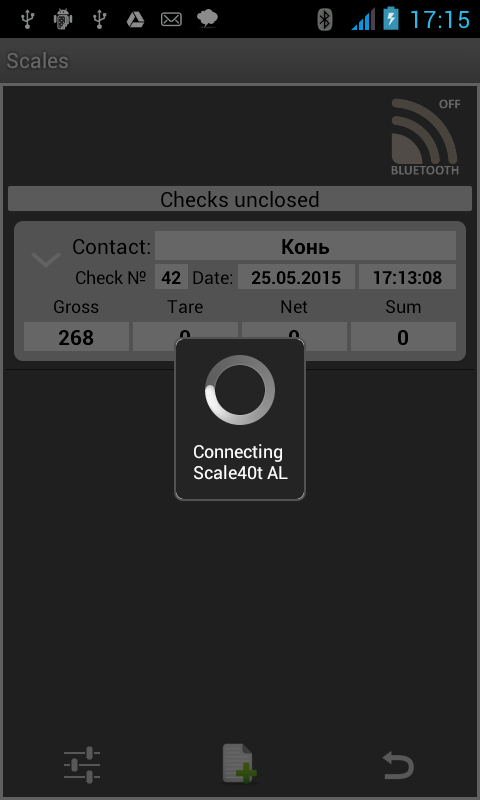 17:15
Scales
OFF
BLUETOOTH
Checks unclosed
Contact: Конь
Check № 42 Date: 25.05.2015 17:13:08
Gross Tare Net Sum
268 0 0 0
Connecting
Scale40t AL